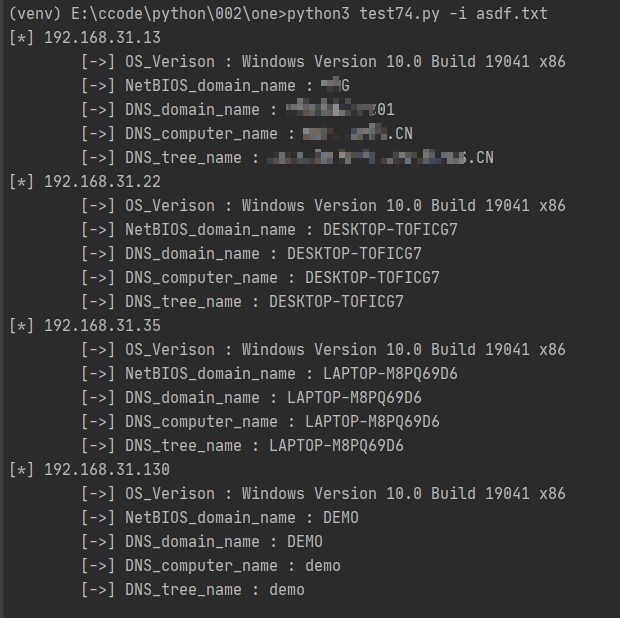 (venv) E:\ccode\python\002\one>python3 test74.py -i asdf.txt
[*] 192.168.31.13
[->] OS_Verison : Windows Version 10.0 Build 19041 x86
[->] NetBIOS_domain_name : G
[->] DNS_domain_name : 01
[->] DNS_computer_name : .CN
[->] DNS_tree_name : .CN
[*] 192.168.31.22
[->] OS_Verison : Windows Version 10.0 Build 19041 x86
[->] NetBIOS_domain_name : DESKTOP-TOFICG7
[->] DNS_domain_name : DESKTOP-TOFICG7
[->] DNS_computer_name : DESKTOP-TOFICG7
[->] DNS_tree_name : DESKTOP-TOFICG7
[*] 192.168.31.35
[->] OS_Verison : Windows Version 10.0 Build 19041 x86
[->] NetBIOS_domain_name : LAPTOP-M8PQ69D6
[->] DNS_domain_name : LAPTOP-M8PQ69D6
[->] DNS_computer_name : LAPTOP-M8PQ69D6
[->] DNS_tree_name : LAPTOP-M8PQ69D6
[*] 192.168.31.130
[->] OS_Verison : Windows Version 10.0 Build 19041 x86
[->] NetBIOS_domain_name : DEMO
[->] DNS_domain_name : DEMO
[->] DNS_computer_name : demo
[->] DNS_tree_name : demo